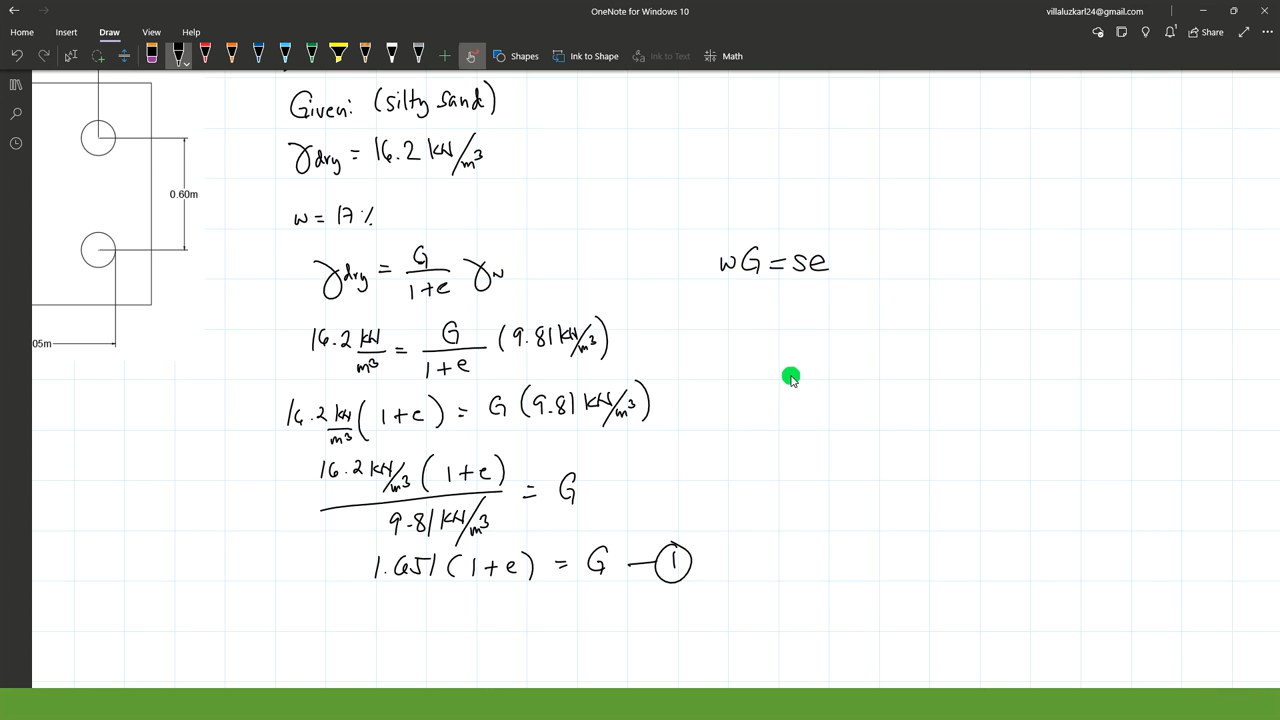 OneNote for Windows 10
villaluzkarl24@gmail.com
Home Insert Draw View Help
Share
Shapes Ink to Shape Ink to Text Math
Given: (silty sand)
γdry = 16.2 kN/m³
0.60m
w = 17 %
γdry = G/(1+e) γw
wG = Se
16.2 kN/m³ = G/(1+e) (9.81 kN/m³)
05m
16.2 kN/m³ (1+e) = G (9.81 kN/m³)
16.2 kN/m³ (1+e) / 9.81 kN/m³ = G
1.651 (1+e) = G — 1